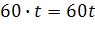 60 · t = 60t